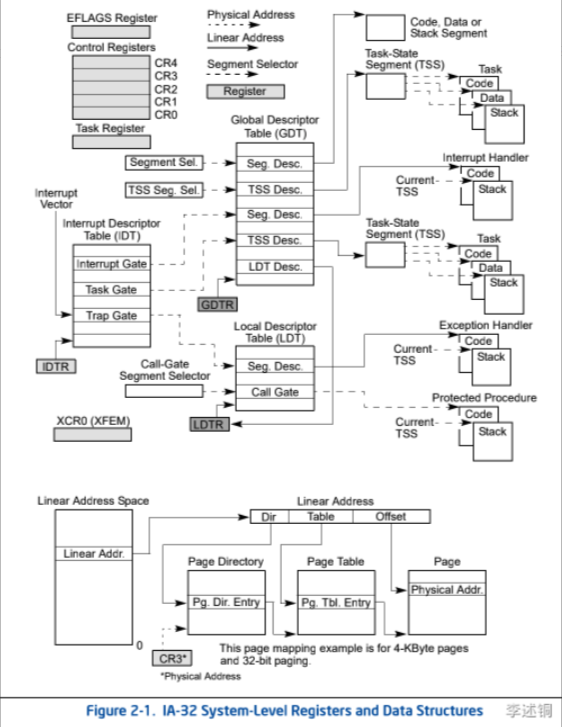 EFLAGS Register
Control Registers
CR4
CR3
CR2
CR1
CR0
Task Register
Physical Address
Linear Address
Segment Selector
Register
Code, Data or
Stack Segment
Task-State
Segment (TSS)
Task
Code
Data
Stack
Global Descriptor
Table (GDT)
Segment Sel.
Seg. Desc.
TSS Seg. Sel.
TSS Desc.
Seg. Desc.
TSS Desc.
LDT Desc.
GDTR
Interrupt Handler
Code
Current
TSS
Stack
Interrupt
Vector
Interrupt Descriptor
Table (IDT)
Interrupt Gate
Task Gate
Trap Gate
IDTR
Task-State
Segment (TSS)
Task
Code
Data
Stack
Local Descriptor
Table (LDT)
Seg. Desc.
Call Gate
LDTR
Call-Gate
Segment Selector
XCR0 (XFEM)
Exception Handler
Code
Current
TSS
Stack
Protected Procedure
Code
Current
TSS
Stack
Linear Address Space
Linear Addr.
0
Linear Address
Dir
Table
Offset
Page Directory
Pg. Dir. Entry
Page Table
Pg. Tbl. Entry
Page
Physical Addr.
CR3*
*Physical Address
This page mapping example is for 4-KByte pages
and 32-bit paging.
Figure 2-1. IA-32 System-Level Registers and Data Structures
李述铜